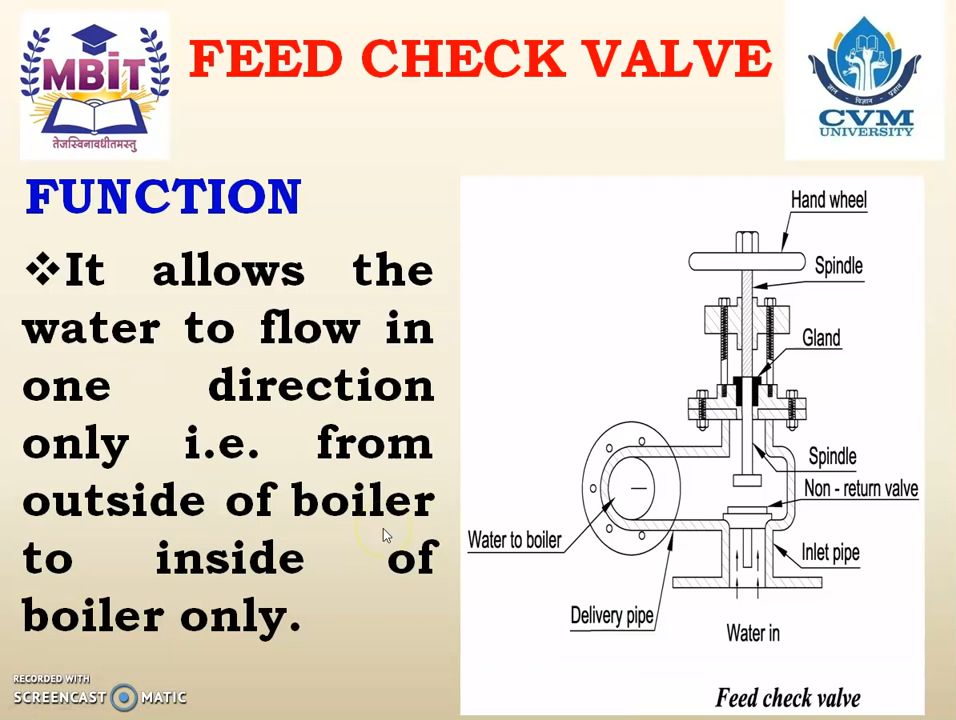 FEED CHECK VALVE
MBiT
तेजस्विनावधीतमस्तु
ज्ञान - विज्ञान - प्रज्ञान
CVM
UNIVERSITY
FUNCTION
❖It allows the
water to flow in
one direction
only i.e. from
outside of boiler
to inside of
boiler only.
Hand wheel
Spindle
Gland
Spindle
Non - return valve
Water to boiler
Inlet pipe
Delivery pipe
Water in
Feed check valve
RECORDED WITH
SCREENCAST MATIC